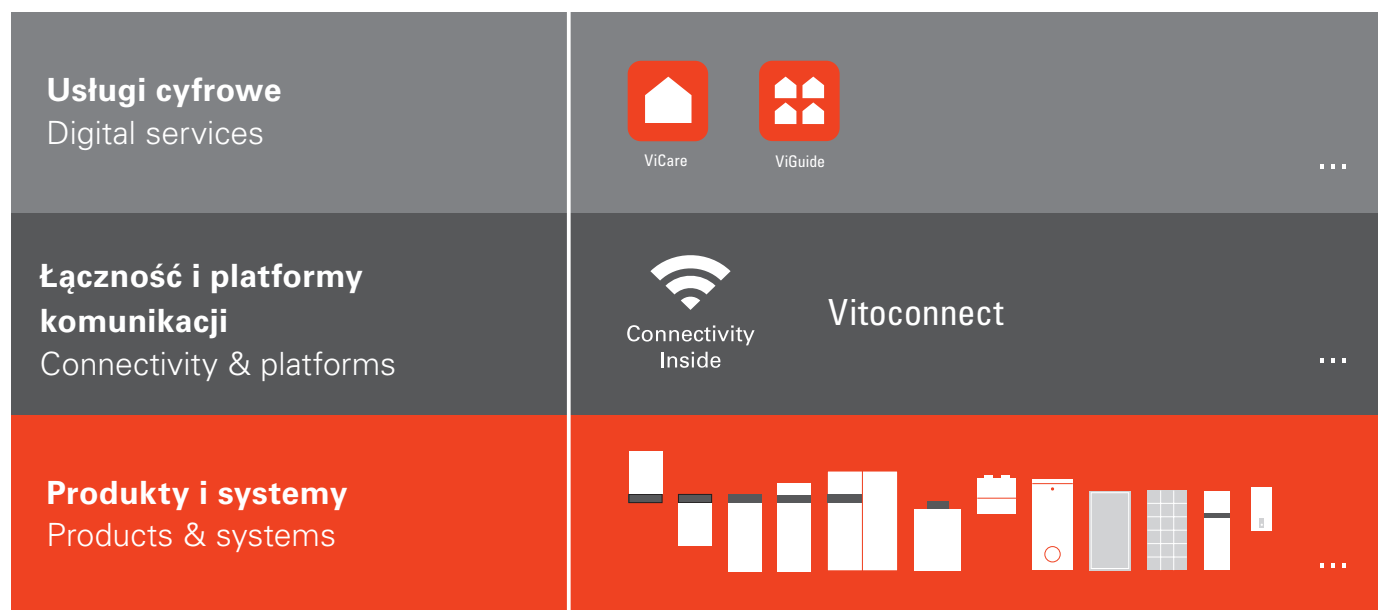 Usługi cyfrowe
Digital services
ViCare
ViGuide
...
Łączność i platformy
komunikacji
Connectivity & platforms
Connectivity
Inside
Vitoconnect
...
Produkty i systemy
Products & systems
...